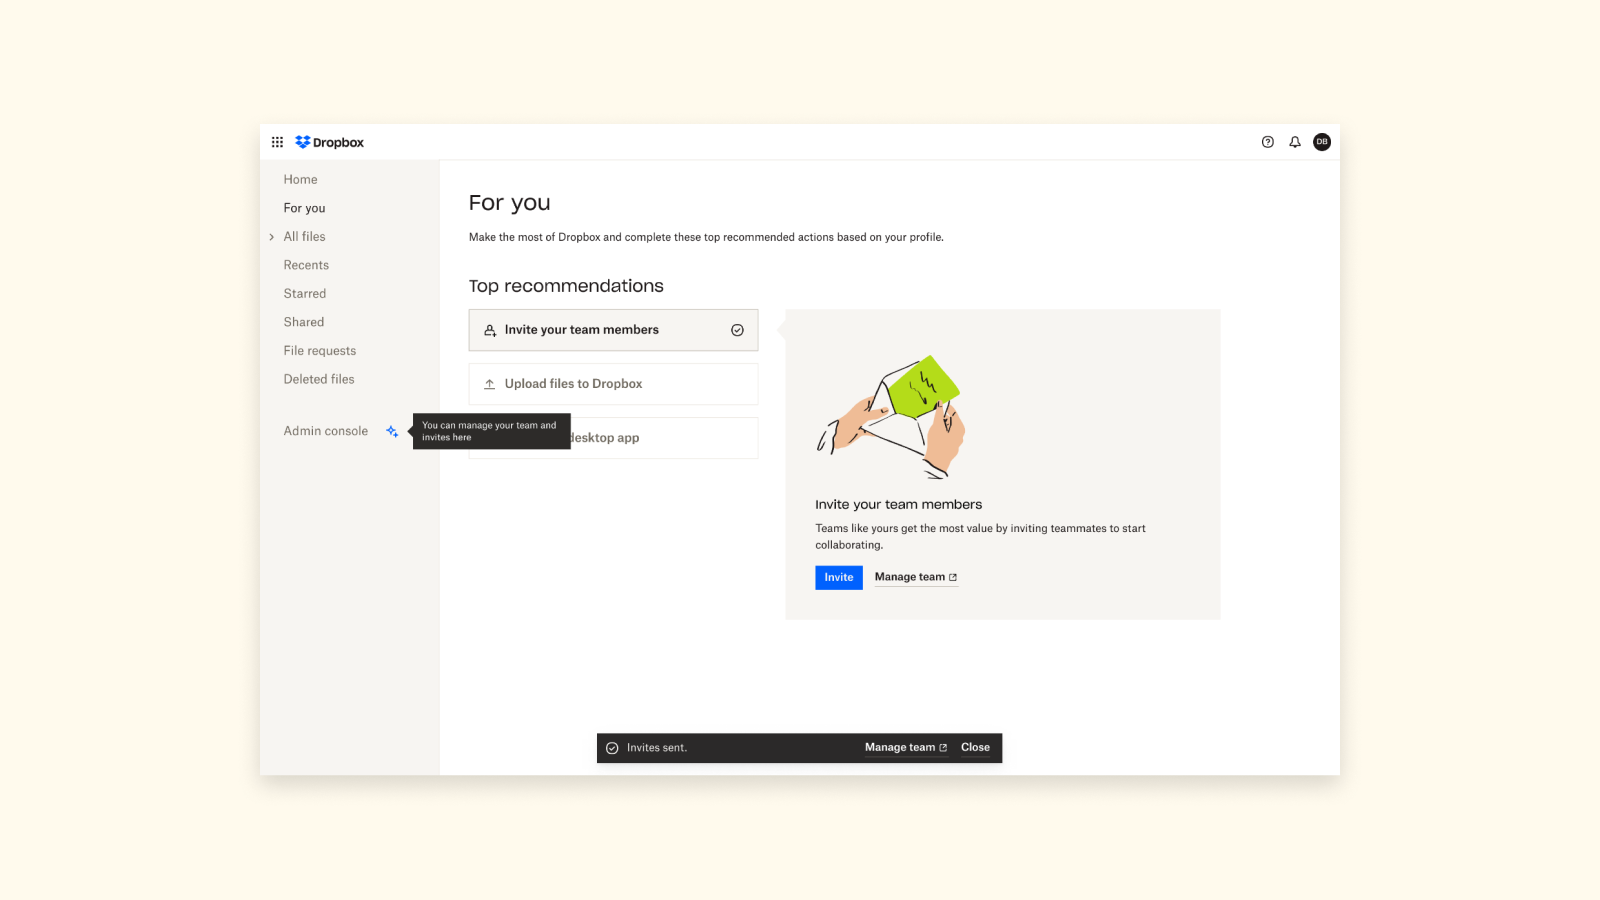 Dropbox
DB
Home
For you
All files
Recents
Starred
Shared
File requests
Deleted files
Admin console
You can manage your team and
invites here
For you
Make the most of Dropbox and complete these top recommended actions based on your profile.
Top recommendations
Invite your team members
Upload files to Dropbox
desktop app
Invite your team members
Teams like yours get the most value by inviting teammates to start
collaborating.
Invite
Manage team
Invites sent.
Manage team
Close